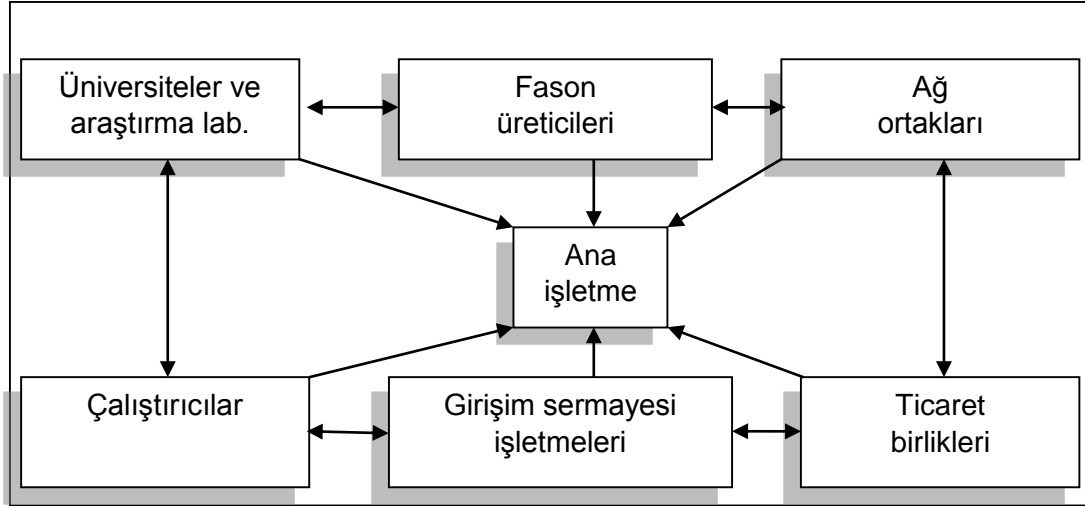 Üniversiteler ve
araştırma lab.
Fason
üreticileri
Ağ
ortakları
Ana
işletme
Çalıştırıcılar
Girişim sermayesi
işletmeleri
Ticaret
birlikleri